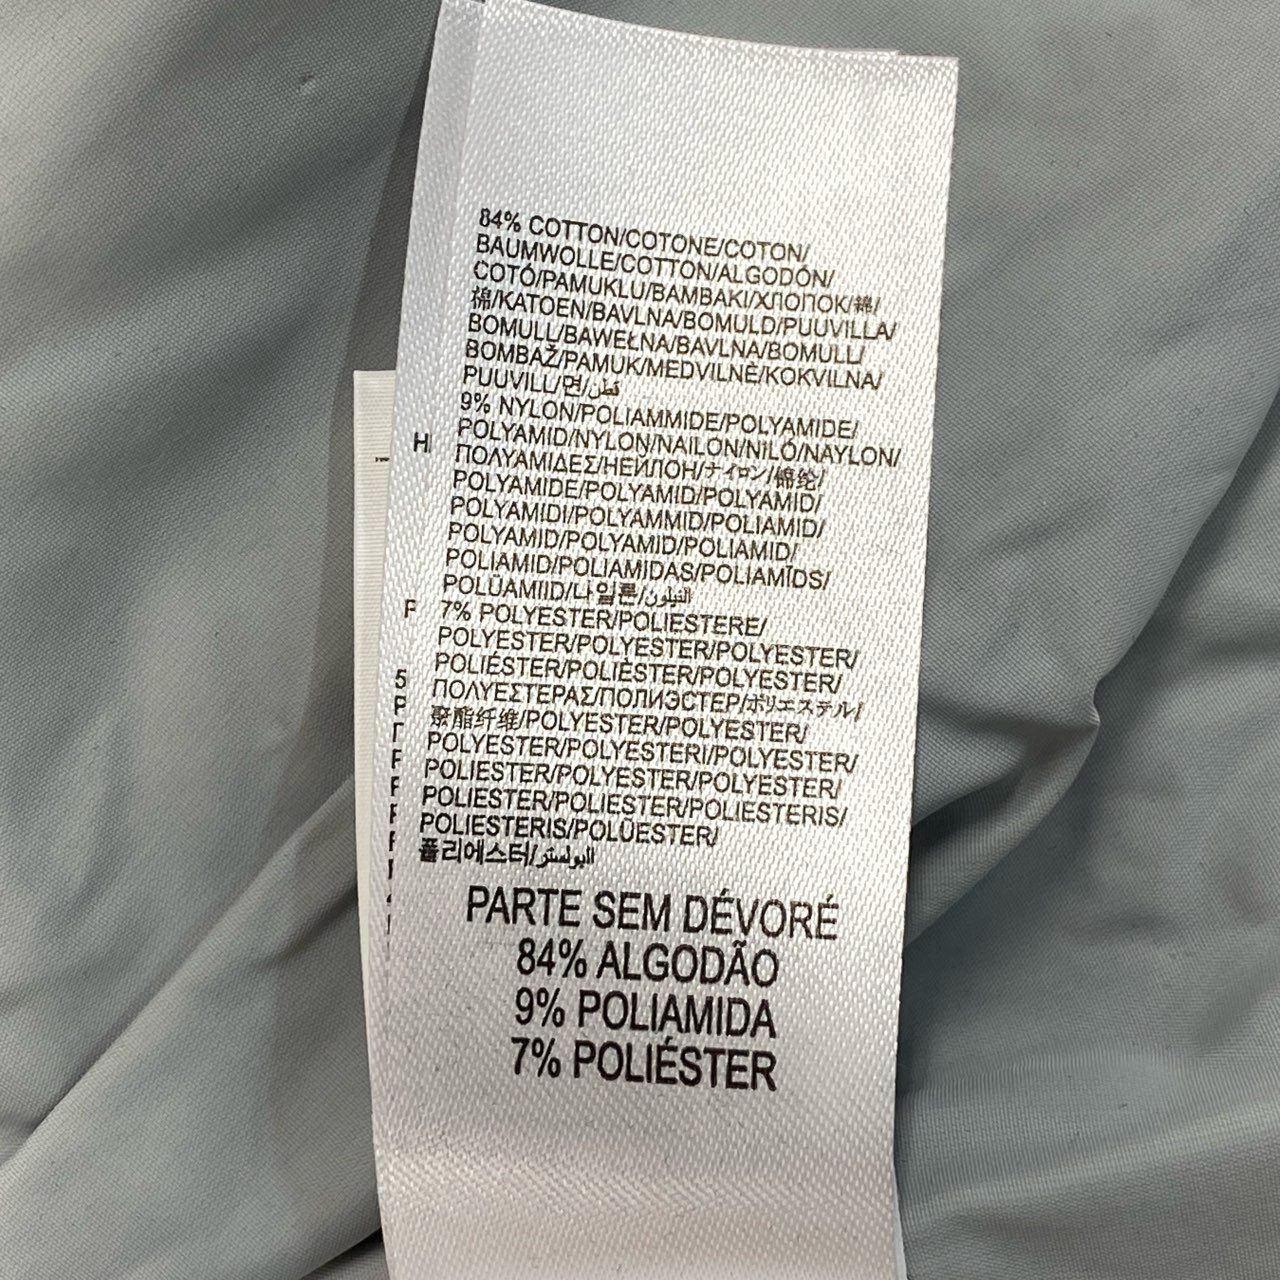 84% COTTON/COTONE/COTON/
BAUMWOLLE/COTTON/ALGODÓN/
COTÓ/PAMUKLU/BAMBAKI/ХЛОПОК/綿/
棉/KATOEN/BAVLNA/BOMULD/PUUVILLA/
BOMULL/BAWEŁNA/BAVLNA/BOMULL/
BOMBAŽ/PAMUK/MEDVILNĖ/KOKVILNA/
PUUVILL/면/قطن
9% NYLON/POLIAMMIDE/POLYAMIDE/
POLYAMID/NYLON/NAILON/NILÓ/NAYLON/
ΠΟΛΥΑΜΙΔΕΣ/НЕЙЛОН/ナイロン/锦纶/
POLYAMIDE/POLYAMID/POLYAMID/
POLYAMIDI/POLYAMMID/POLIAMID/
POLYAMID/POLYAMID/POLIAMID/
POLIAMID/POLIAMIDAS/POLIAMĪDS/
POLÜAMIID/나일론/النيلون
7% POLYESTER/POLIESTERE/
POLYESTER/POLYESTER/POLYESTER/
POLIÉSTER/POLIÈSTER/POLYESTER/
ΠΟΛΥΕΣΤΕΡΑΣ/ПОЛИЭСТЕР/ポリエステル/
聚酯纤维/POLYESTER/POLYESTER/
POLYESTER/POLYESTERI/POLYESTER/
POLIESTER/POLYESTER/POLYESTER/
POLIESTER/POLIESTER/POLIESTERIS/
POLIESTERIS/POLÜESTER/
폴리에스터/البولستر
PARTE SEM DÉVORÉ
84% ALGODÃO
9% POLIAMIDA
7% POLIÉSTER